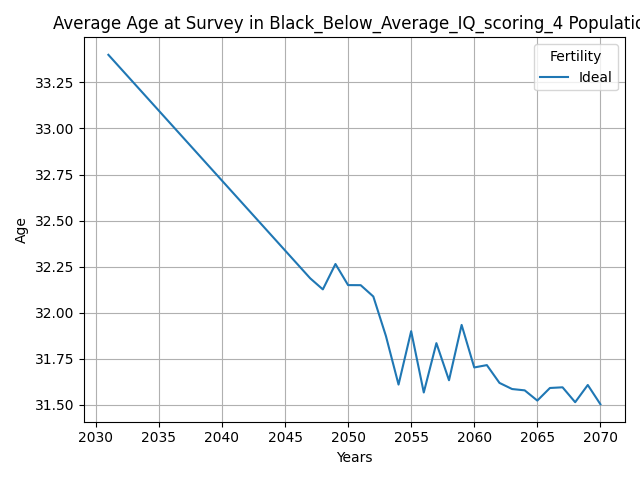 Average Age at Survey in Black_Below_Average_IQ_scoring_4 Populatio
Fertility
Ideal
33.25
33.00
32.75
32.50
32.25
32.00
31.75
31.50
Age
2030 2035 2040 2045 2050 2055 2060 2065 2070
Years